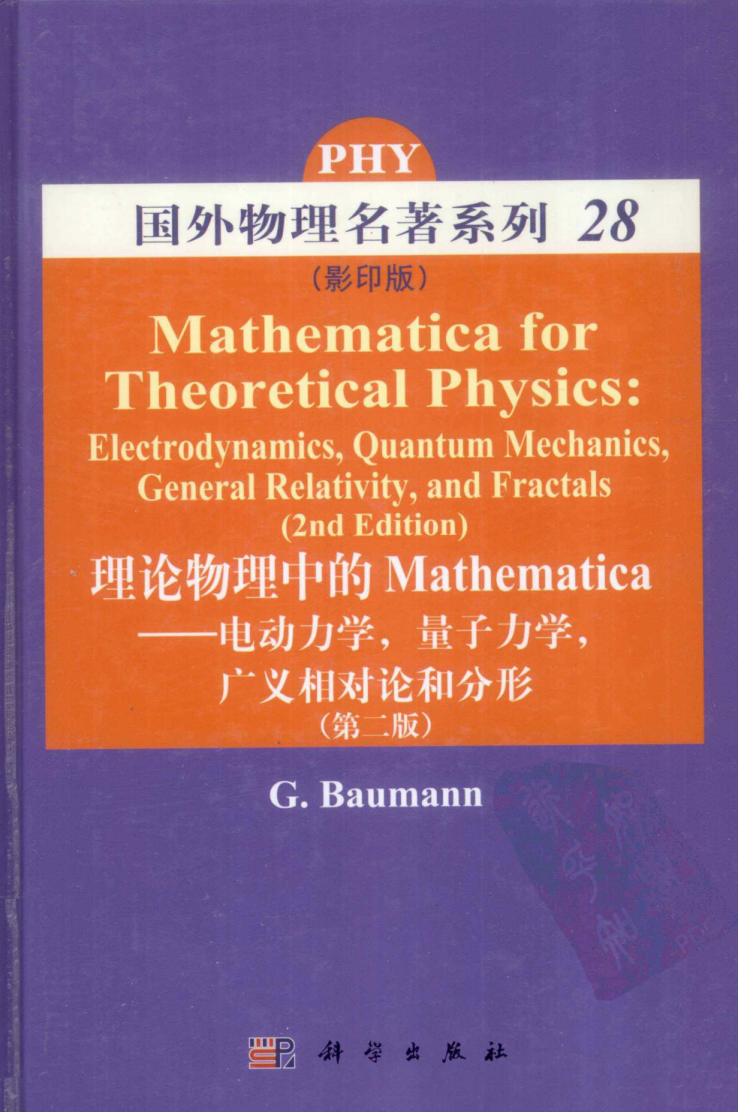 PHY
国外物理名著系列 28
(影印版)
Mathematica for
Theoretical Physics:
Electrodynamics, Quantum Mechanics,
General Relativity, and Fractals
(2nd Edition)
理论物理中的 Mathematica
——电动力学，量子力学，
广义相对论和分形
(第二版)
G. Baumann
科学出版社